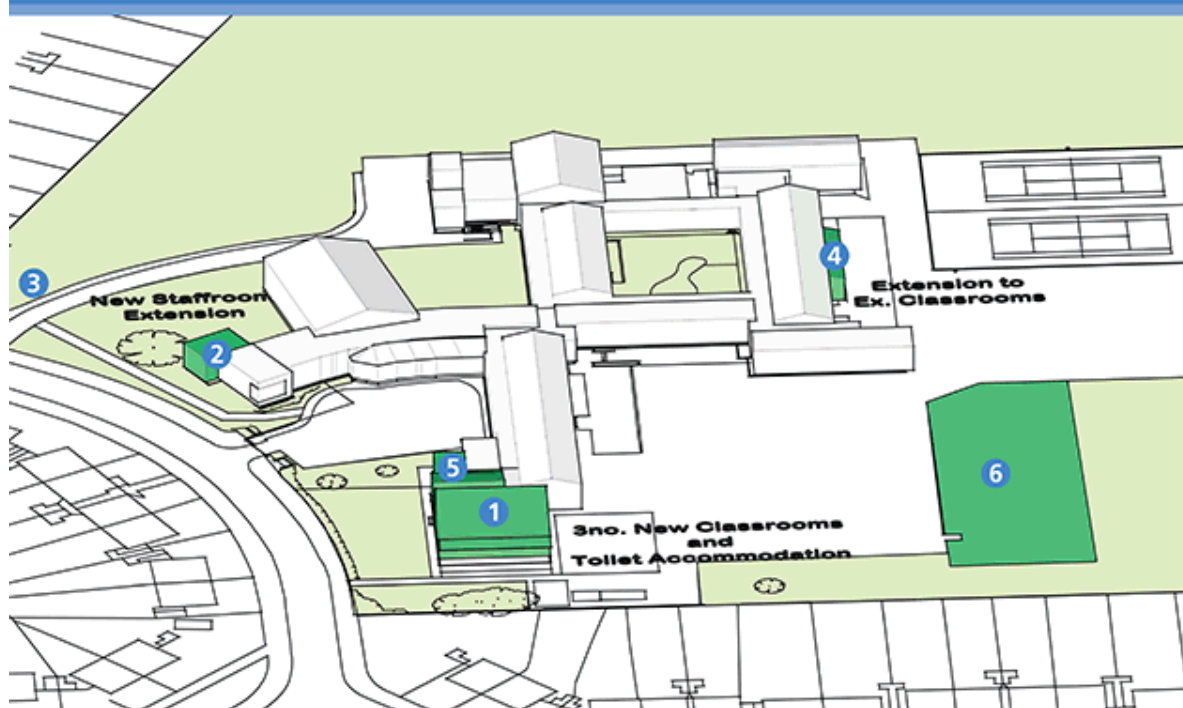 3
New Staffroom
Extension
2
4
Extension to
Ex. Classrooms
5
1
6
3no. New Classrooms
and
Toilet Accommodation